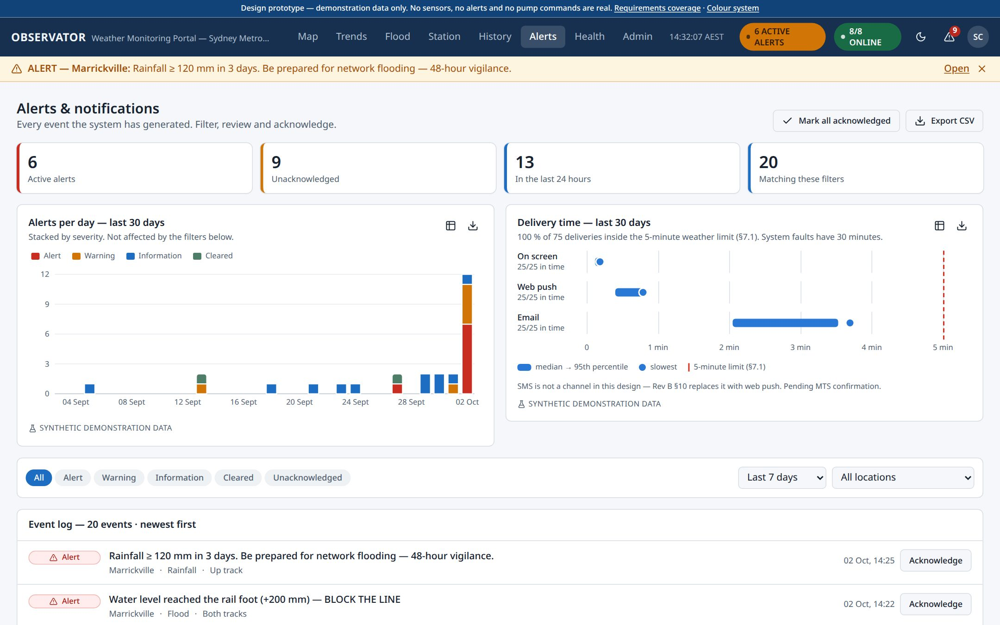 Design prototype — demonstration data only. No sensors, no alerts and no pump commands are real. Requirements coverage · Colour system
OBSERVATOR Weather Monitoring Portal — Sydney Metro... Map Trends Flood Station History Alerts Health Admin 14:32:07 AEST
6 ACTIVE ALERTS
8/8 ONLINE
9
SC
ALERT — Marrickville: Rainfall ≥ 120 mm in 3 days. Be prepared for network flooding — 48-hour vigilance. Open
Alerts & notifications
Every event the system has generated. Filter, review and acknowledge.
Mark all acknowledged Export CSV
6
Active alerts
9
Unacknowledged
13
In the last 24 hours
20
Matching these filters
Alerts per day — last 30 days
Stacked by severity. Not affected by the filters below.
Alert Warning Information Cleared
12
9
6
3
0
04 Sept 08 Sept 12 Sept 16 Sept 20 Sept 24 Sept 28 Sept 02 Oct
SYNTHETIC DEMONSTRATION DATA
Delivery time — last 30 days
100 % of 75 deliveries inside the 5-minute weather limit (§7.1). System faults have 30 minutes.
On screen
25/25 in time
Web push
25/25 in time
Email
25/25 in time
0 1 min 2 min 3 min 4 min 5 min
median → 95th percentile slowest 5-minute limit (§7.1)
SMS is not a channel in this design — Rev B §10 replaces it with web push. Pending MTS confirmation.
SYNTHETIC DEMONSTRATION DATA
All Alert Warning Information Cleared Unacknowledged Last 7 days All locations
Event log — 20 events · newest first
Alert Rainfall ≥ 120 mm in 3 days. Be prepared for network flooding — 48-hour vigilance. 02 Oct, 14:25 Acknowledge
Marrickville · Rainfall · Up track
Alert Water level reached the rail foot (+200 mm) — BLOCK THE LINE 02 Oct, 14:22 Acknowledge
Marrickville · Flood · Both tracks